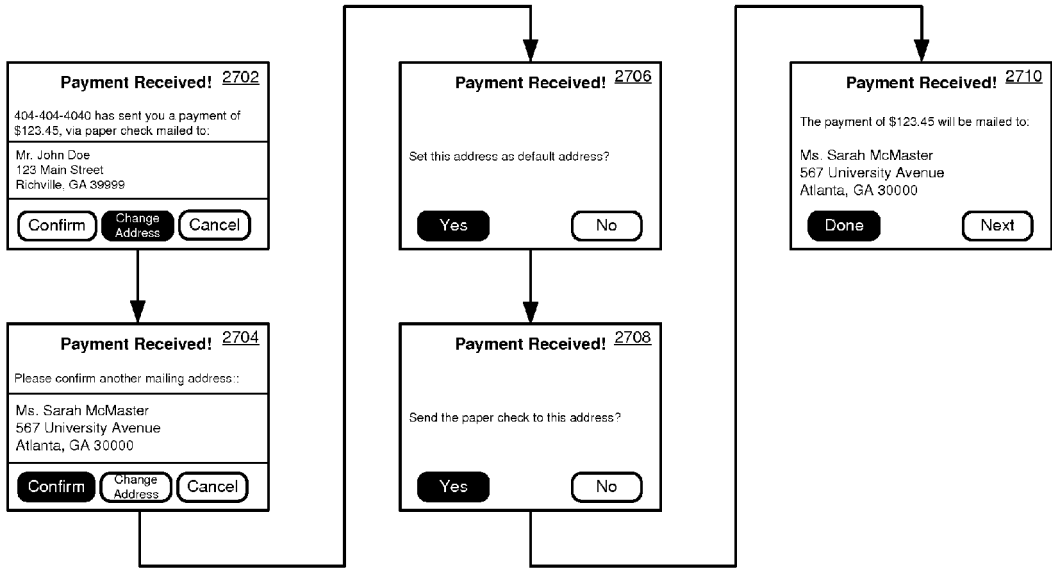 Payment Received! 2702
404-404-4040 has sent you a payment of
$123.45, via paper check mailed to:
Mr. John Doe
123 Main Street
Richville, GA 39999
Confirm Change Address Cancel
Payment Received! 2704
Please confirm another mailing address::
Ms. Sarah McMaster
567 University Avenue
Atlanta, GA 30000
Confirm Change Address Cancel
Payment Received! 2706
Set this address as default address?
Yes No
Payment Received! 2708
Send the paper check to this address?
Yes No
Payment Received! 2710
The payment of $123.45 will be mailed to:
Ms. Sarah McMaster
567 University Avenue
Atlanta, GA 30000
Done Next